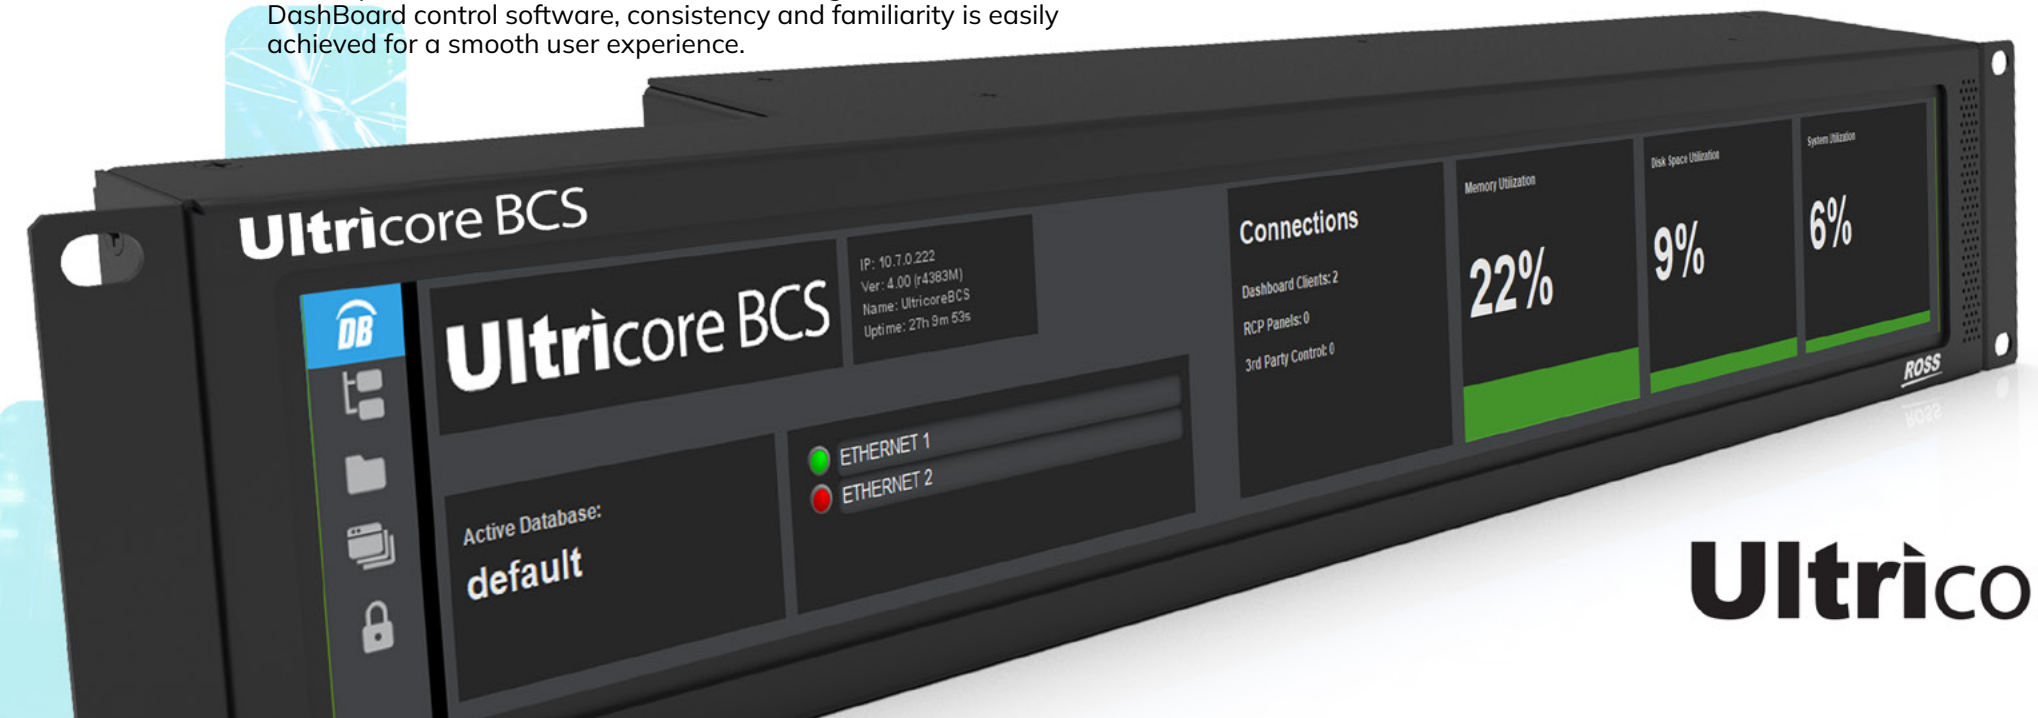 DashBoard control software, consistency and familiarity is easily
achieved for a smooth user experience.
Ultrìcore BCS
DB
Ultrìcore BCS
IP: 10.7.0.222
Ver: 4.00 (r4383M)
Name: UltricoreBCS
Uptime: 27h 9m 53s
Active Database:
default
ETHERNET 1
ETHERNET 2
Connections
Dashboard Clients: 2
RCP Panels: 0
3rd Party Control: 0
Memory Utilization
22%
Disk Space Utilization
9%
System Utilization
6%
ROSS
Ultrìco